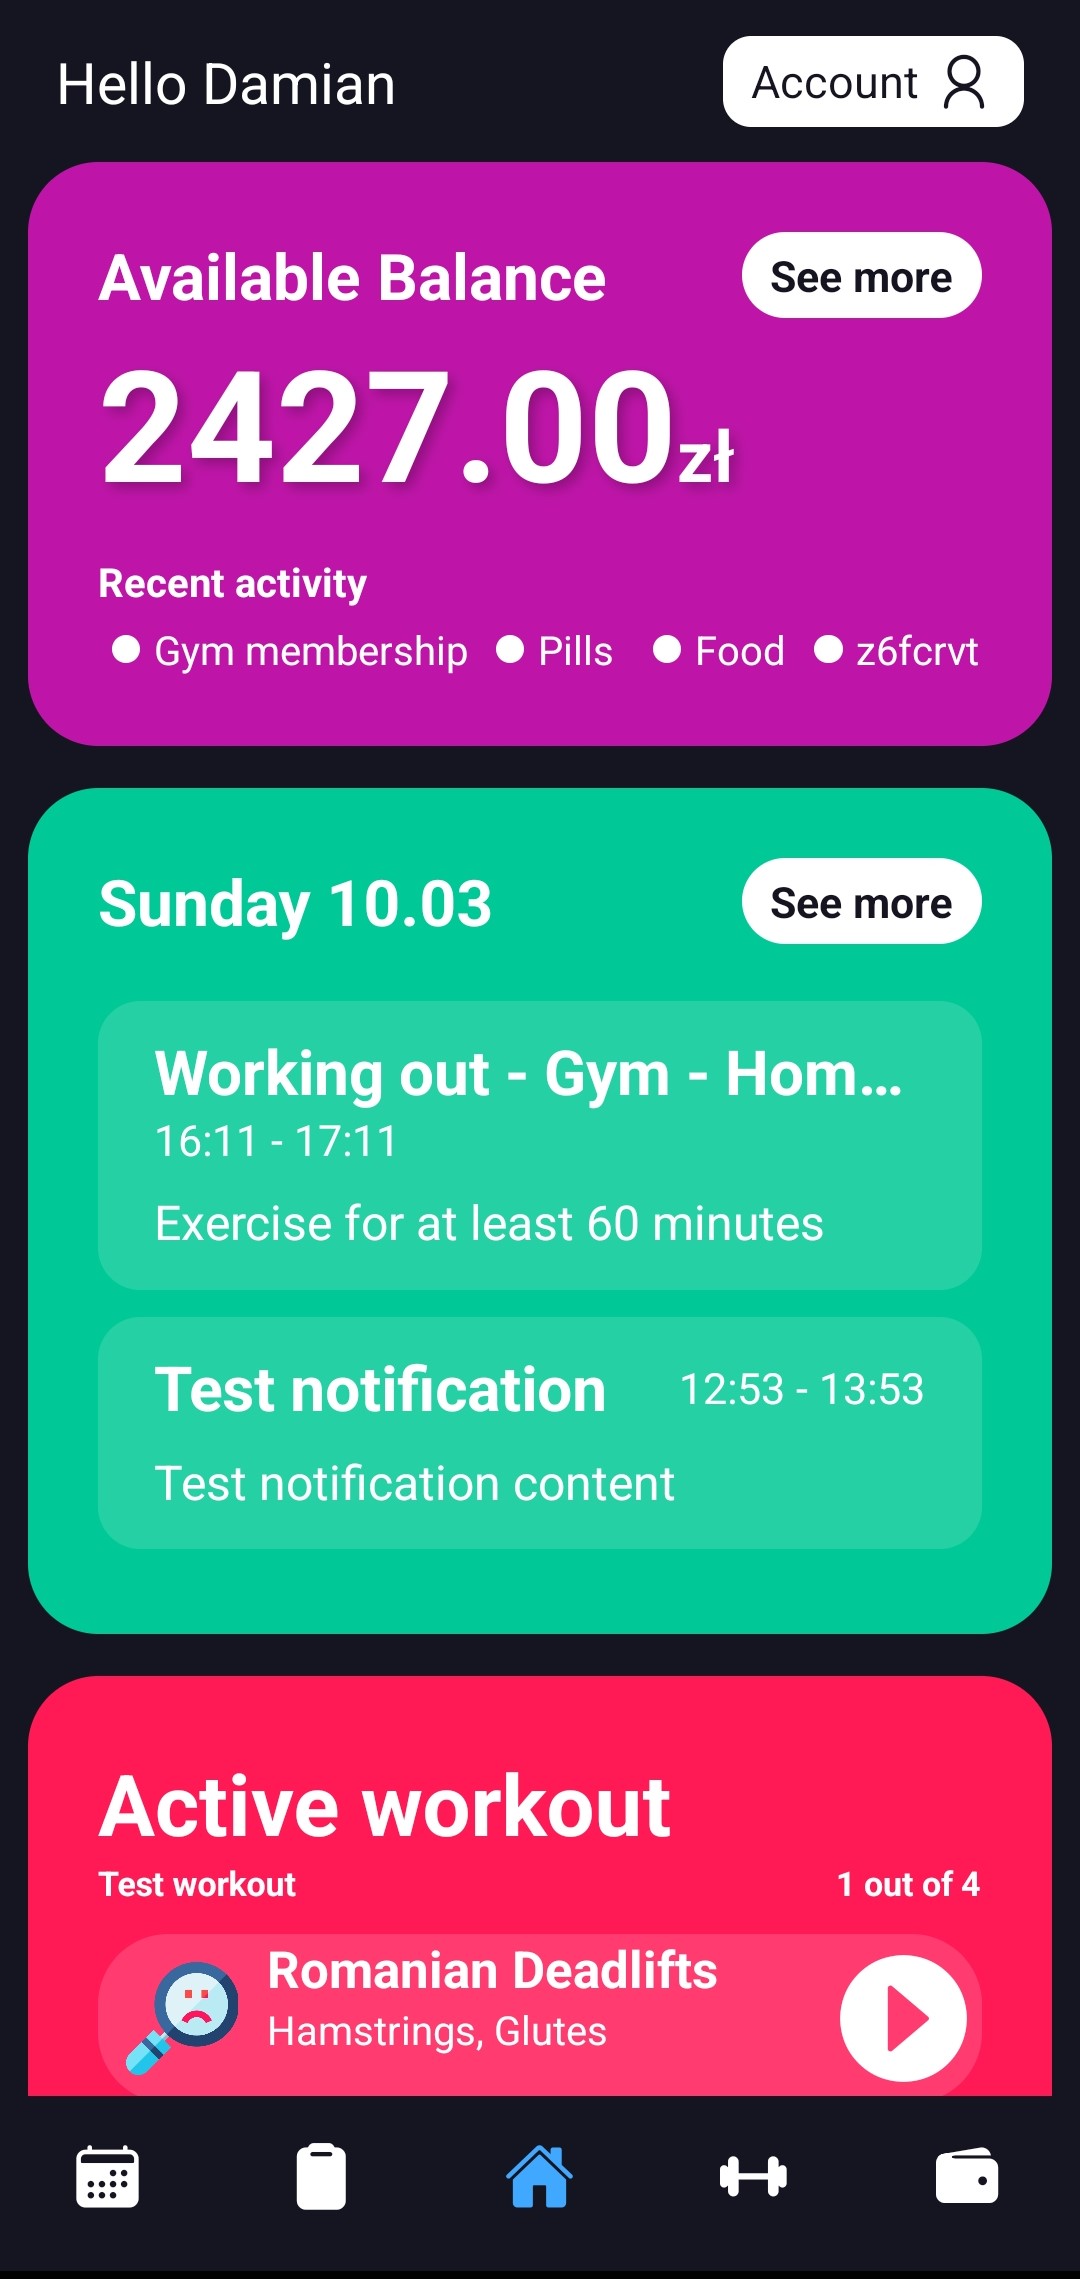 Hello Damian
Account
Available Balance
See more
2427.00zł
Recent activity
Gym membership Pills Food z6fcrvt
Sunday 10.03
See more
Working out - Gym - Hom...
16:11 - 17:11
Exercise for at least 60 minutes
Test notification 12:53 - 13:53
Test notification content
Active workout
Test workout 1 out of 4
Romanian Deadlifts
Hamstrings, Glutes